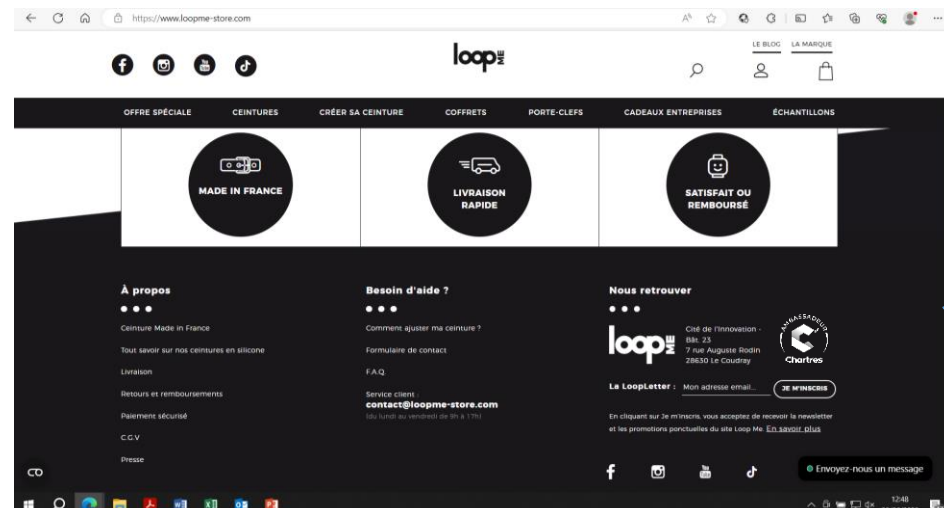 https://www.loopme-store.com
loop ME
LE BLOG LA MARQUE
OFFRE SPÉCIALE CEINTURES CRÉER SA CEINTURE COFFRETS PORTE-CLEFS CADEAUX ENTREPRISES ÉCHANTILLONS
MADE IN FRANCE
LIVRAISON
RAPIDE
SATISFAIT OU
REMBOURSÉ
À propos
Ceinture Made in France
Tout savoir sur nos ceintures en silicone
Livraison
Retours et remboursements
Paiement sécurisé
C.G.V
Presse
Besoin d'aide ?
Comment ajuster ma ceinture ?
Formulaire de contact
F.A.Q.
Service client :
contact@loopme-store.com
(du lundi au vendredi de 9h à 17h)
Nous retrouver
loop ME
Cité de l'Innovation -
Bât. 23
7 rue Auguste Rodin
28630 Le Coudray
AMBASSADEUR
C
Chartres
La LoopLetter : Mon adresse email... JE M'INSCRIS
En cliquant sur Je m'inscris, vous acceptez de recevoir la newsletter
et les promotions ponctuelles du site Loop Me. En savoir plus
Envoyez-nous un message
12:48